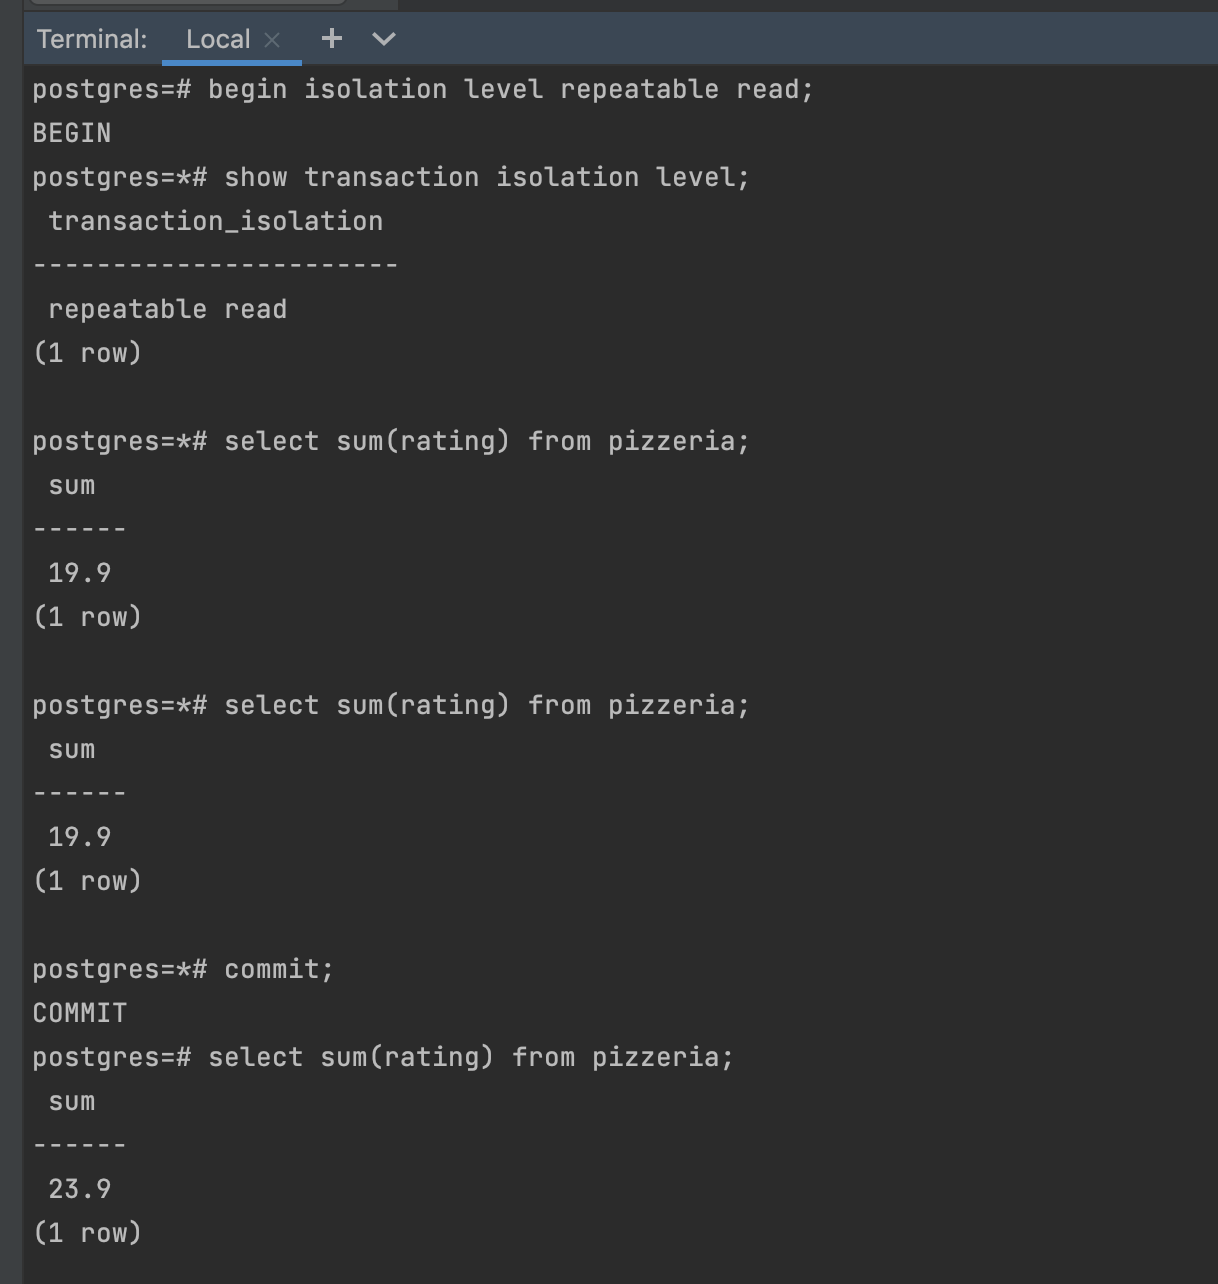 Terminal: Local × + 
postgres=# begin isolation level repeatable read;
BEGIN
postgres=*# show transaction isolation level;
 transaction_isolation
-----------------------
 repeatable read
(1 row)

postgres=*# select sum(rating) from pizzeria;
 sum
------
 19.9
(1 row)

postgres=*# select sum(rating) from pizzeria;
 sum
------
 19.9
(1 row)

postgres=*# commit;
COMMIT
postgres=# select sum(rating) from pizzeria;
 sum
------
 23.9
(1 row)